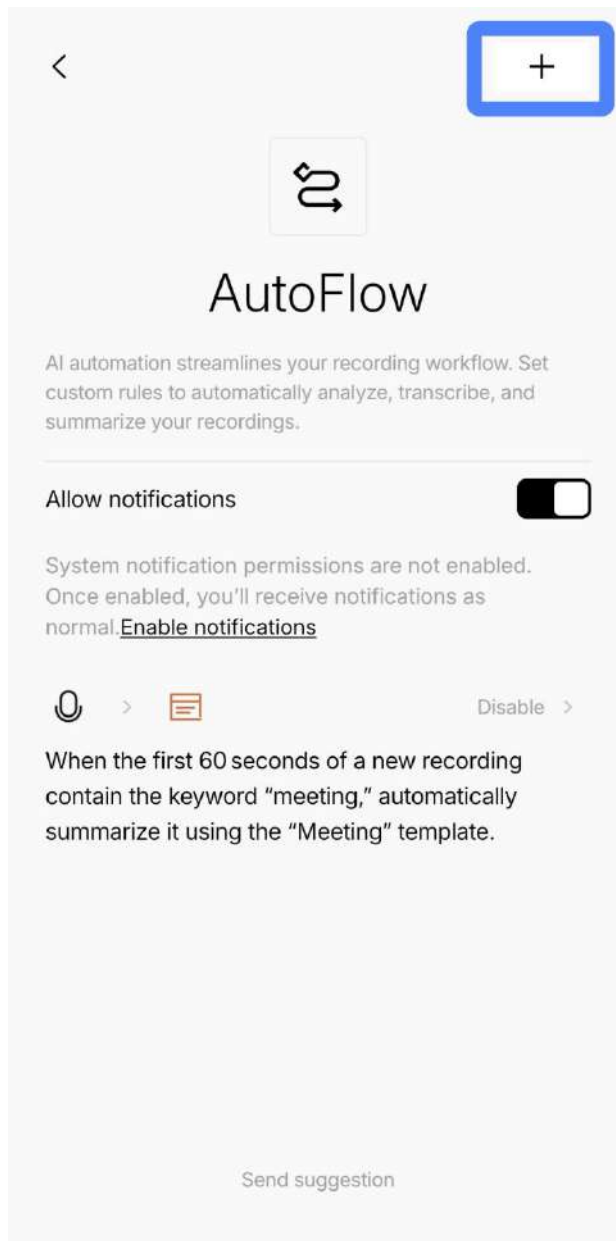 AutoFlow
AI automation streamlines your recording workflow. Set
custom rules to automatically analyze, transcribe, and
summarize your recordings.
Allow notifications
System notification permissions are not enabled.
Once enabled, you'll receive notifications as
normal.Enable notifications
Disable
When the first 60 seconds of a new recording
contain the keyword “meeting,” automatically
summarize it using the “Meeting” template.
Send suggestion